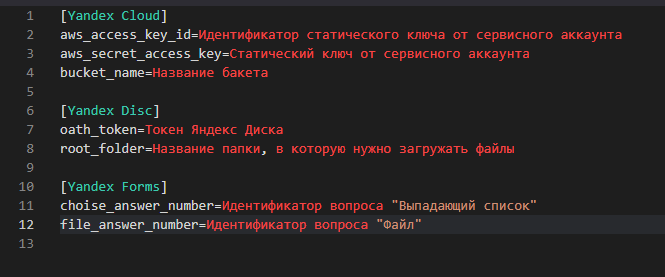 1 [Yandex Cloud]
2 aws_access_key_id=Идентификатор статического ключа от сервисного аккаунта
3 aws_secret_access_key=Статический ключ от сервисного аккаунта
4 bucket_name=Название бакета
5
6 [Yandex Disc]
7 oath_token=Токен Яндекс Диска
8 root_folder=Название папки, в которую нужно загружать файлы
9
10 [Yandex Forms]
11 choise_answer_number=Идентификатор вопроса "Выпадающий список"
12 file_answer_number=Идентификатор вопроса "Файл"
13